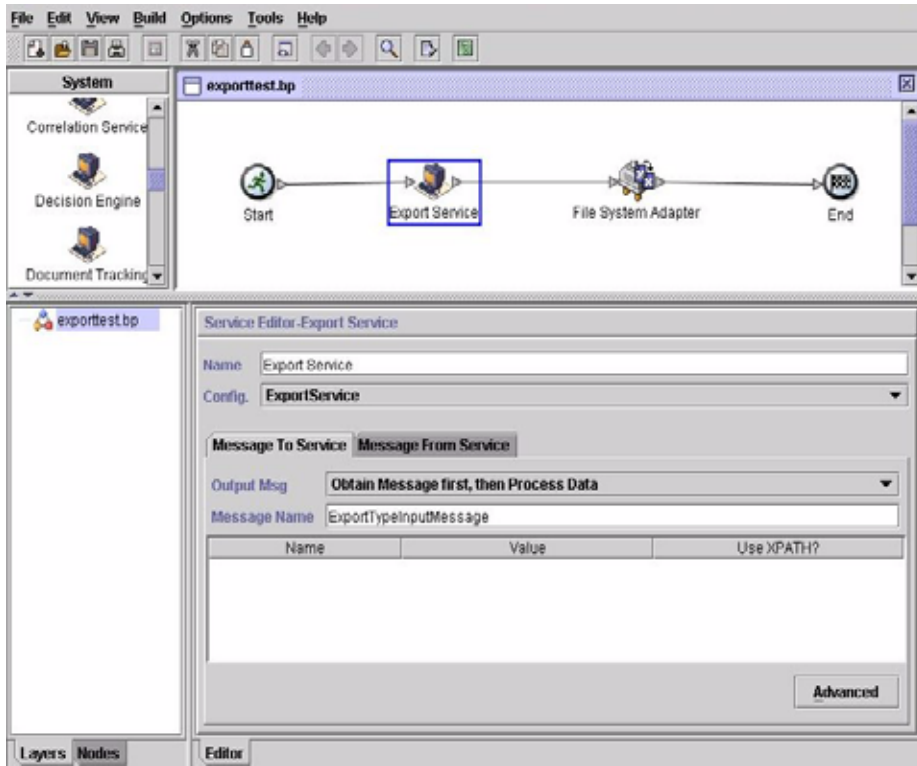 File Edit View Build Options Tools Help
System
exporttest.bp
Correlation Service
Decision Engine
Document Tracking
Start
Export Service
File System Adapter
End
exporttest.bp
Service Editor-Export Service
Name Export Service
Config. ExportService
Message To Service Message From Service
Output Msg Obtain Message first, then Process Data
Message Name ExportTypeInputMessage
Name Value Use XPATH?
Advanced
Layers Nodes
Editor